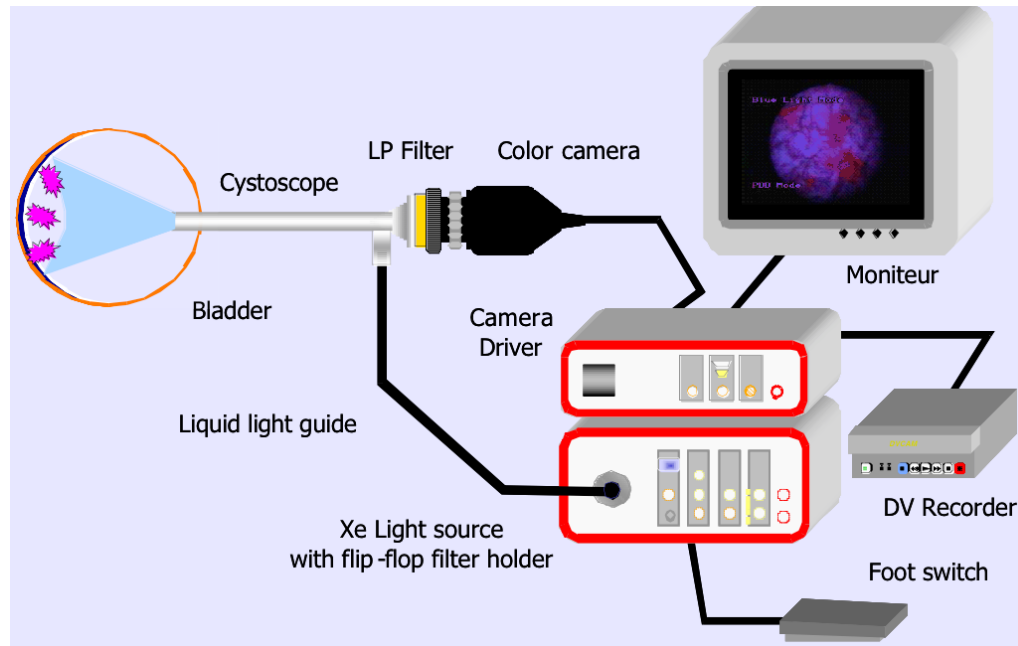 Blue Light Mode
LP Filter
Color camera
Cystoscope
PDD Mode
Moniteur
Bladder
Camera
Driver
Liquid light guide
DV Recorder
Xe Light source
with flip-flop filter holder
Foot switch